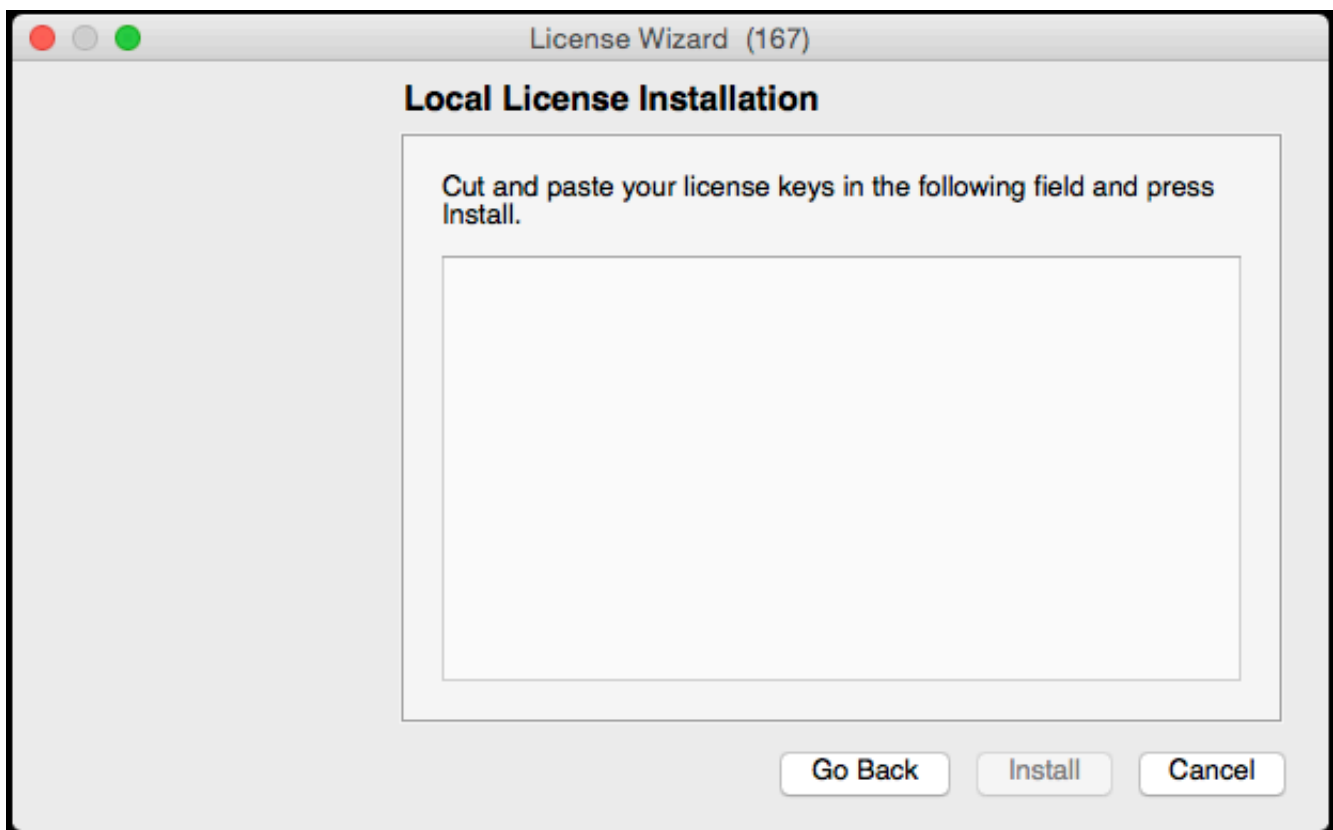 License Wizard (167)
Local License Installation
Cut and paste your license keys in the following field and press
Install.
Go Back
Install
Cancel